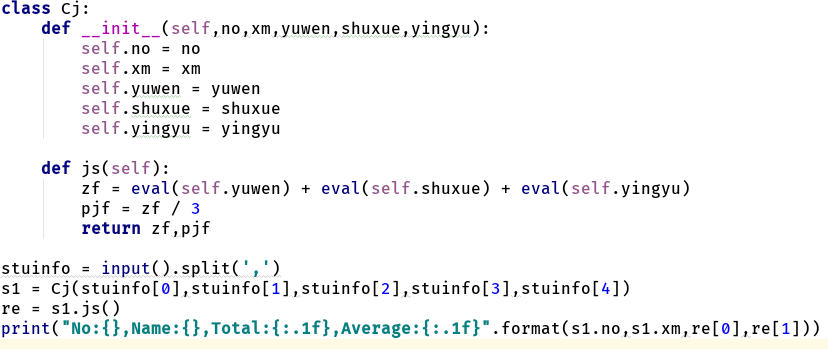 class Cj:
    def __init__(self,no,xm,yuwen,shuxue,yingyu):
        self.no = no
        self.xm = xm
        self.yuwen = yuwen
        self.shuxue = shuxue
        self.yingyu = yingyu

    def js(self):
        zf = eval(self.yuwen) + eval(self.shuxue) + eval(self.yingyu)
        pjf = zf / 3
        return zf,pjf

stuinfo = input().split(',')
s1 = Cj(stuinfo[0],stuinfo[1],stuinfo[2],stuinfo[3],stuinfo[4])
re = s1.js()
print("No:{},Name:{},Total:{:.1f},Average:{:.1f}".format(s1.no,s1.xm,re[0],re[1]))